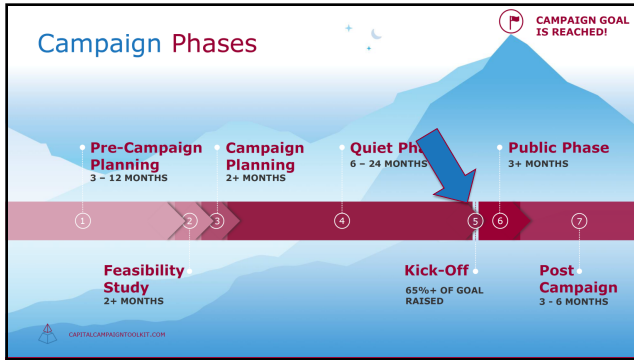 Campaign Phases
CAMPAIGN GOAL
IS REACHED!
Pre-Campaign
Planning
3 – 12 MONTHS
Campaign
Planning
2+ MONTHS
Quiet
6 – 24 MONTHS
Public Phase
3+ MONTHS
1
2
3
4
5
6
7
Feasibility
Study
2+ MONTHS
Kick-Off
65%+ OF GOAL
RAISED
Post
Campaign
3 - 6 MONTHS
CAPITALCAMPAIGNTOOLKIT.COM